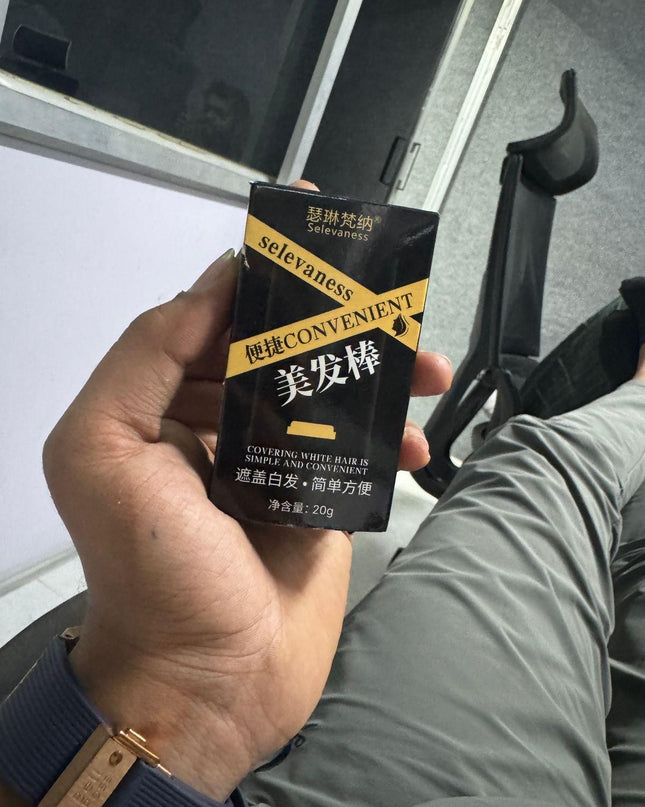 瑟琳梵纳®
Selevaness
selevaness
便捷CONVENIENT
美发棒
COVERING WHITE HAIR IS
SIMPLE AND CONVENIENT
遮盖白发•简单方便
净含量：20g